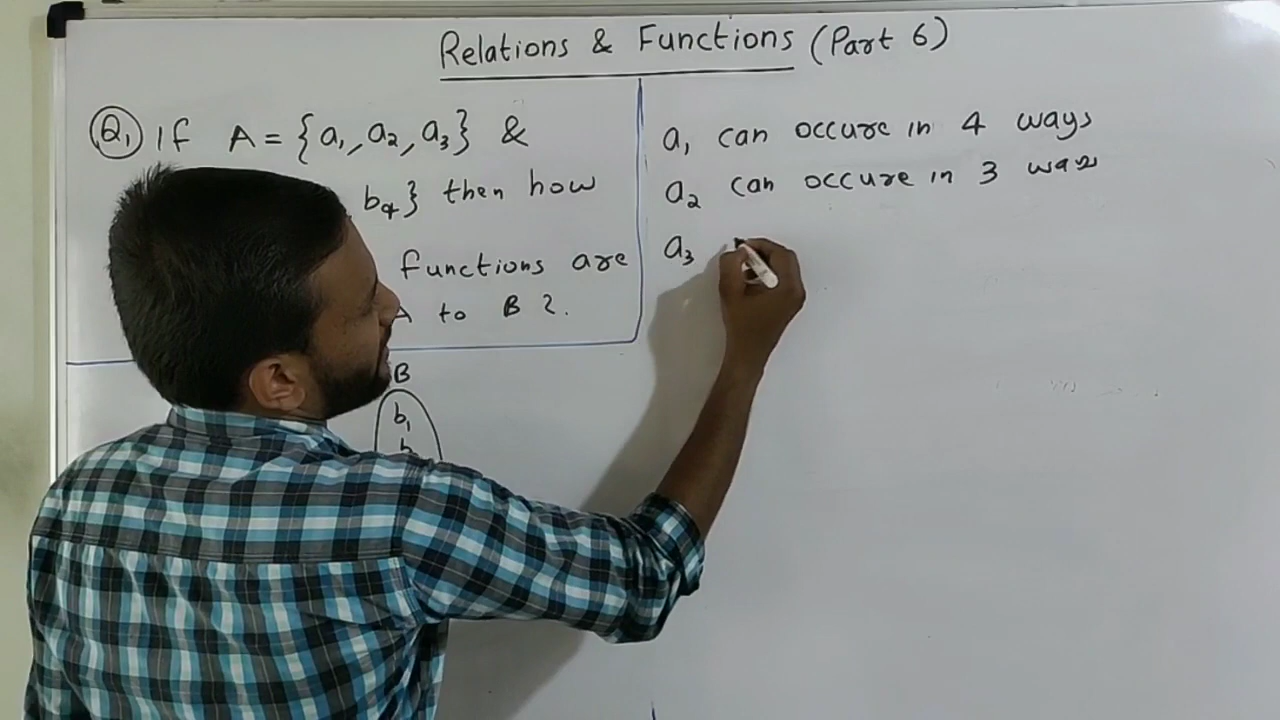 Relations & Functions (Part 6)
Q1 If A = {a1, a2, a3} &
b4} then how
functions are
A to B ?.
B
b1
b
a1 can occure in 4 ways
a2 can occure in 3 ways
a3